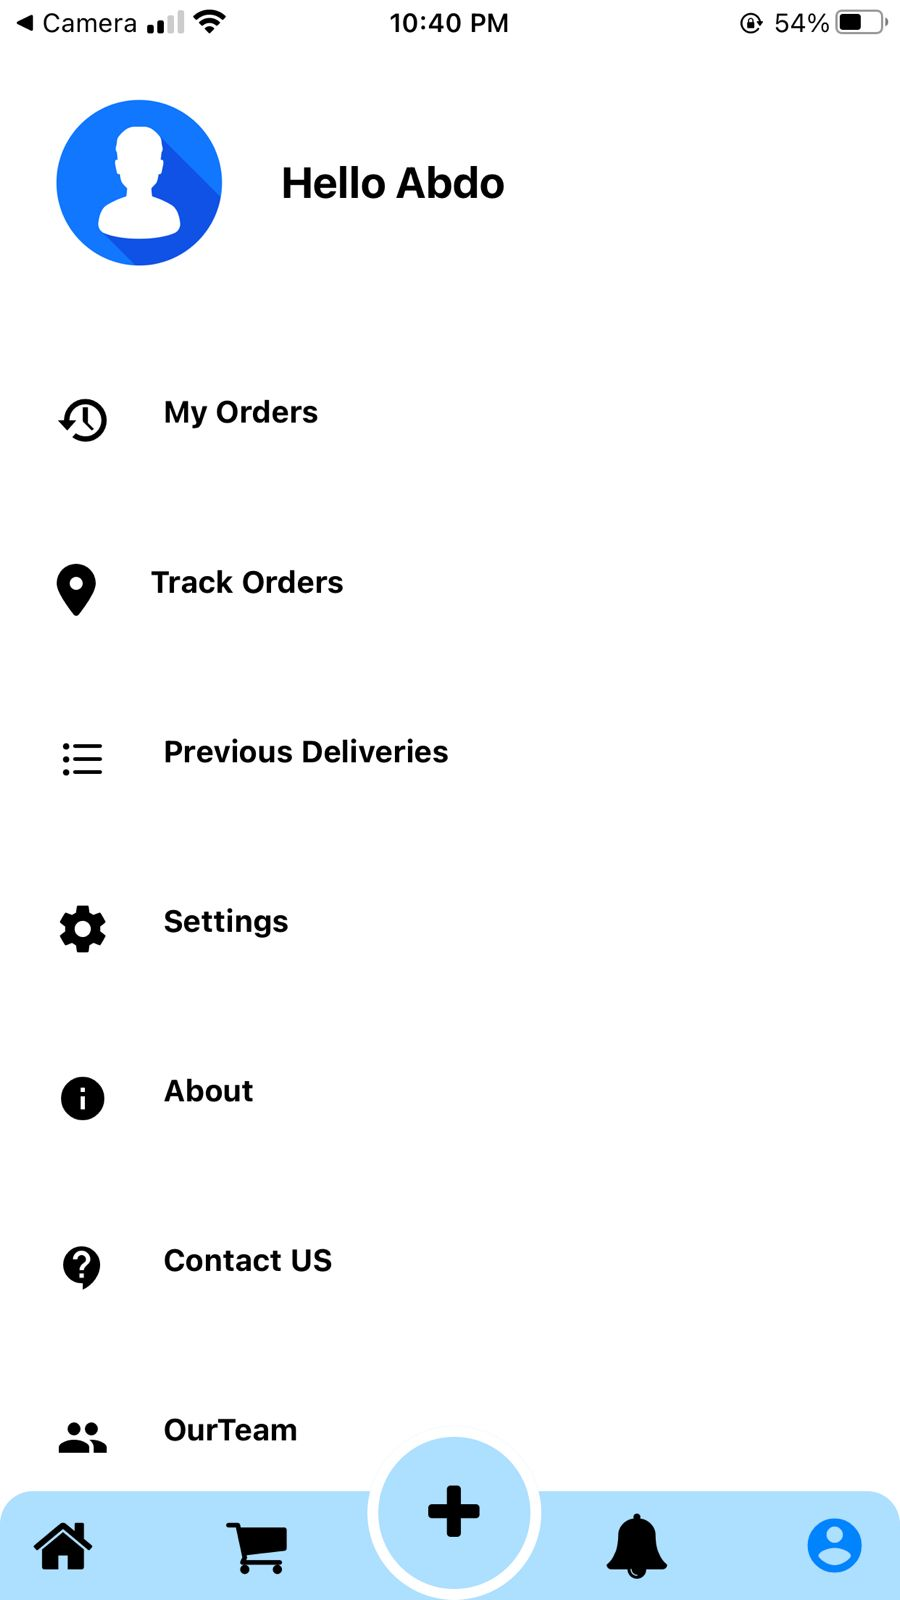 Camera
10:40 PM
54%
Hello Abdo
My Orders
Track Orders
Previous Deliveries
Settings
About
Contact US
OurTeam